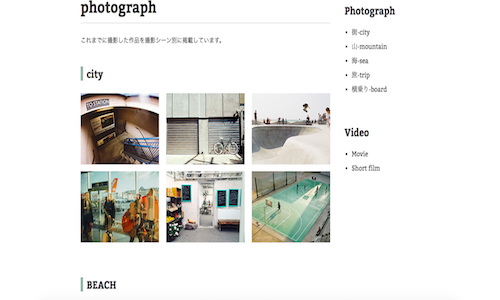 photograph
これまでに撮影した作品を撮影シーン別に掲載しています。
city
TO STATION
BEACH
Photograph
街-city
山-mountain
海-sea
旅-trip
横乗り-board
Video
Movie
Short film